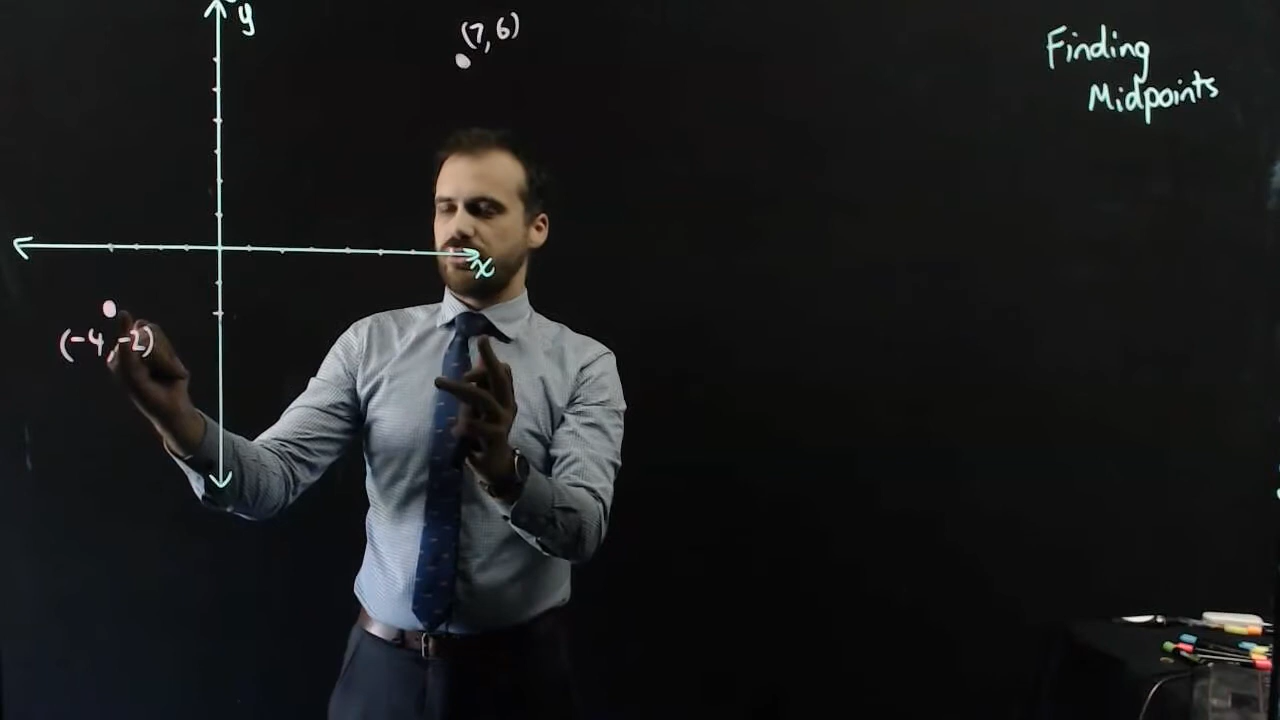 y
(7, 6)
Finding
Midpoints
x
(-4, -2)